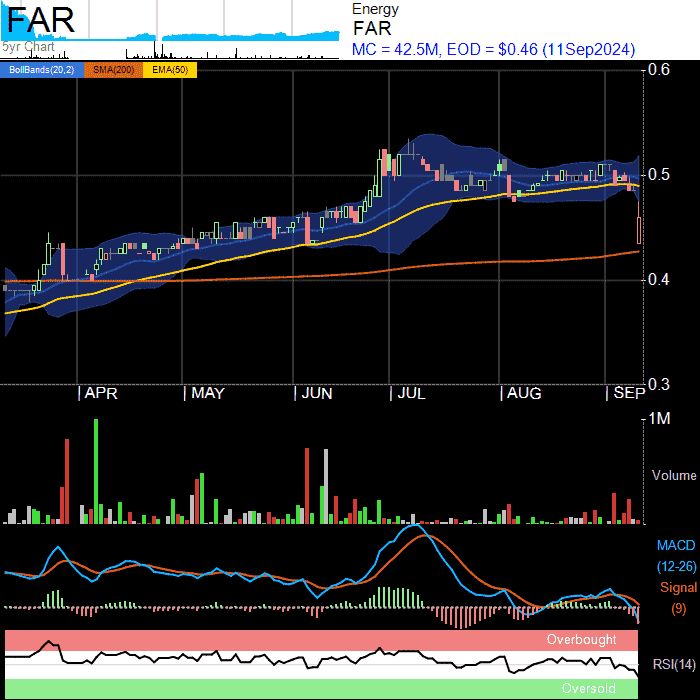 FAR
5yr Chart
Energy
FAR
MC = 42.5M, EOD = $0.46 (11Sep2024)
BollBands(20,2) SMA(200) EMA(50)
0.6
0.5
0.4
0.3
APR MAY JUN JUL AUG SEP
1M
Volume
0
MACD
(12-26)
Signal
(9)
Overbought
RSI(14)
Oversold